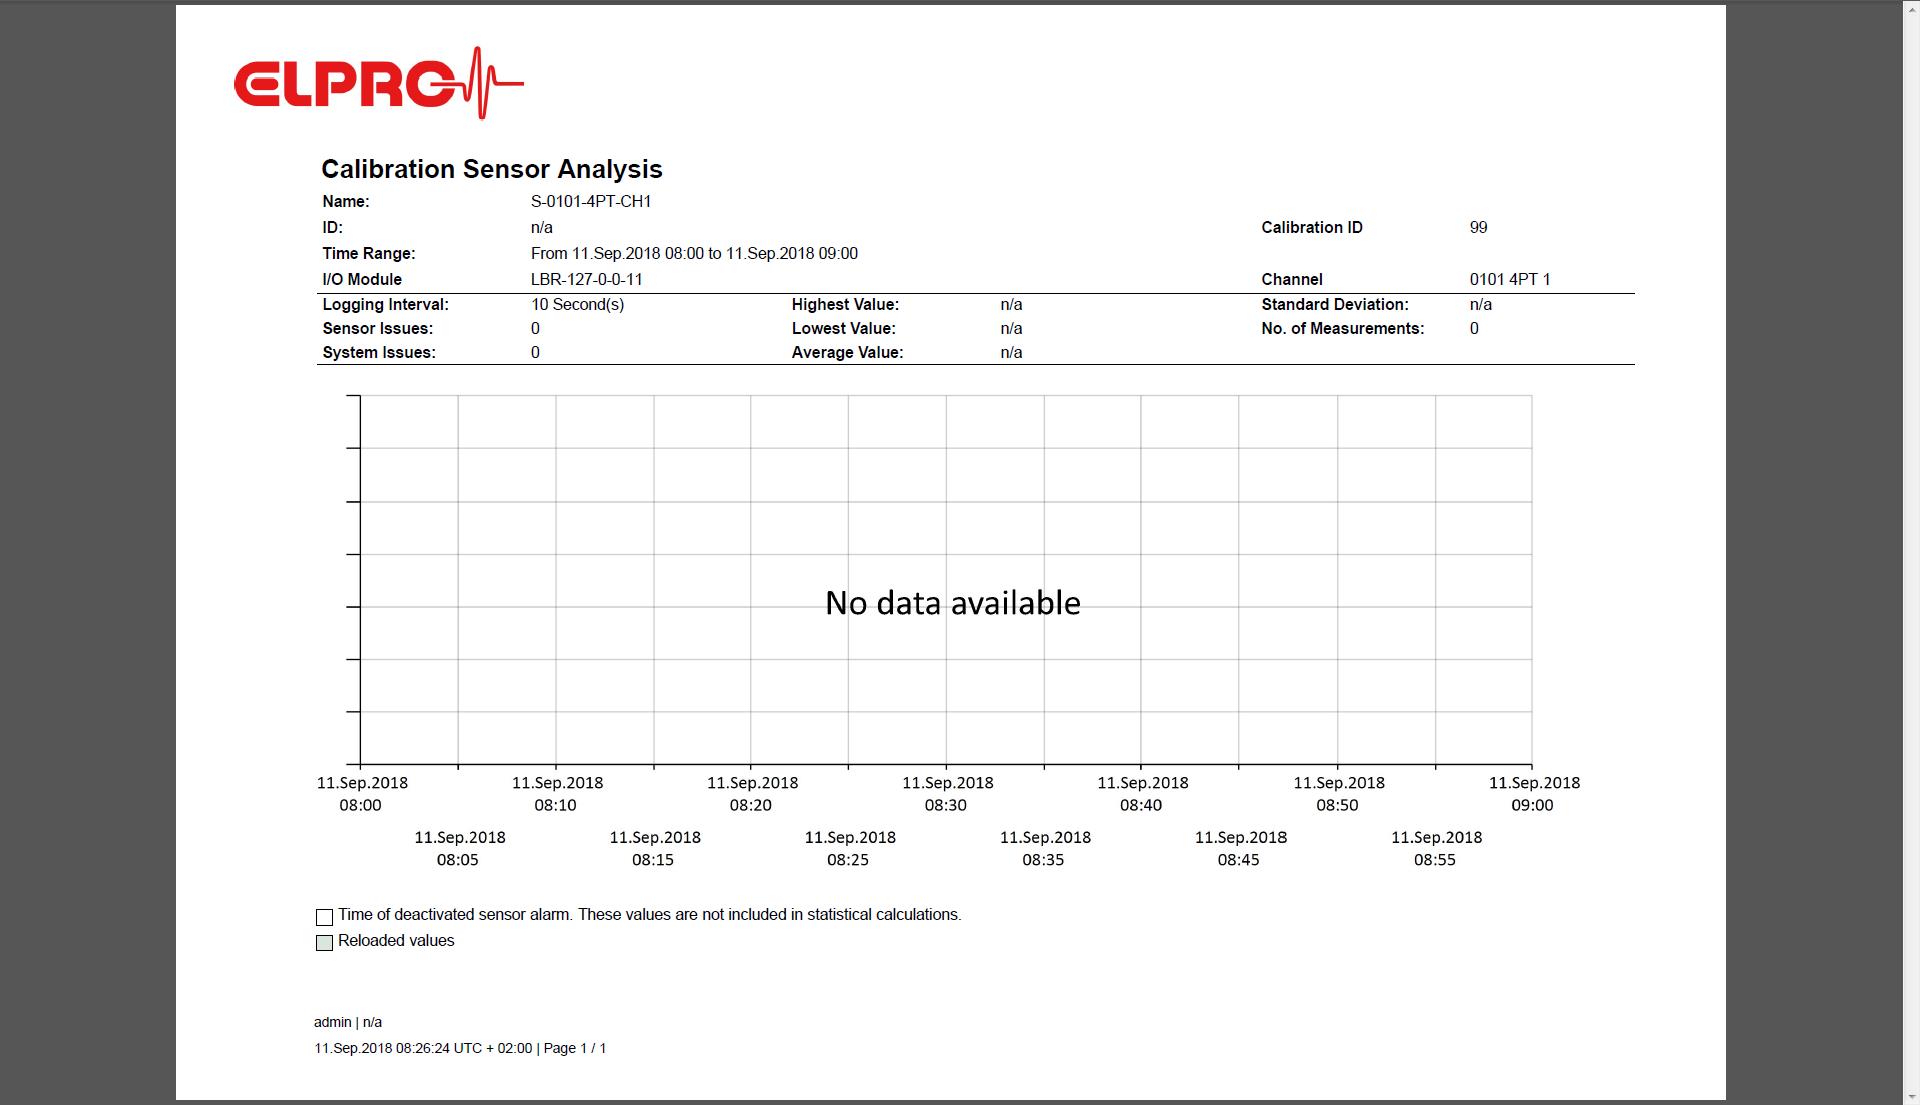 ELPRO
Calibration Sensor Analysis
Name: S-0101-4PT-CH1
ID: n/a Calibration ID 99
Time Range: From 11.Sep.2018 08:00 to 11.Sep.2018 09:00
I/O Module LBR-127-0-0-11 Channel 0101 4PT 1
Logging Interval: 10 Second(s) Highest Value: n/a Standard Deviation: n/a
Sensor Issues: 0 Lowest Value: n/a No. of Measurements: 0
System Issues: 0 Average Value: n/a
No data available
11.Sep.2018 11.Sep.2018 11.Sep.2018 11.Sep.2018 11.Sep.2018 11.Sep.2018 11.Sep.2018
08:00 08:10 08:20 08:30 08:40 08:50 09:00
11.Sep.2018 11.Sep.2018 11.Sep.2018 11.Sep.2018 11.Sep.2018 11.Sep.2018
08:05 08:15 08:25 08:35 08:45 08:55
Time of deactivated sensor alarm. These values are not included in statistical calculations.
Reloaded values
admin | n/a
11.Sep.2018 08:26:24 UTC + 02:00 | Page 1 / 1